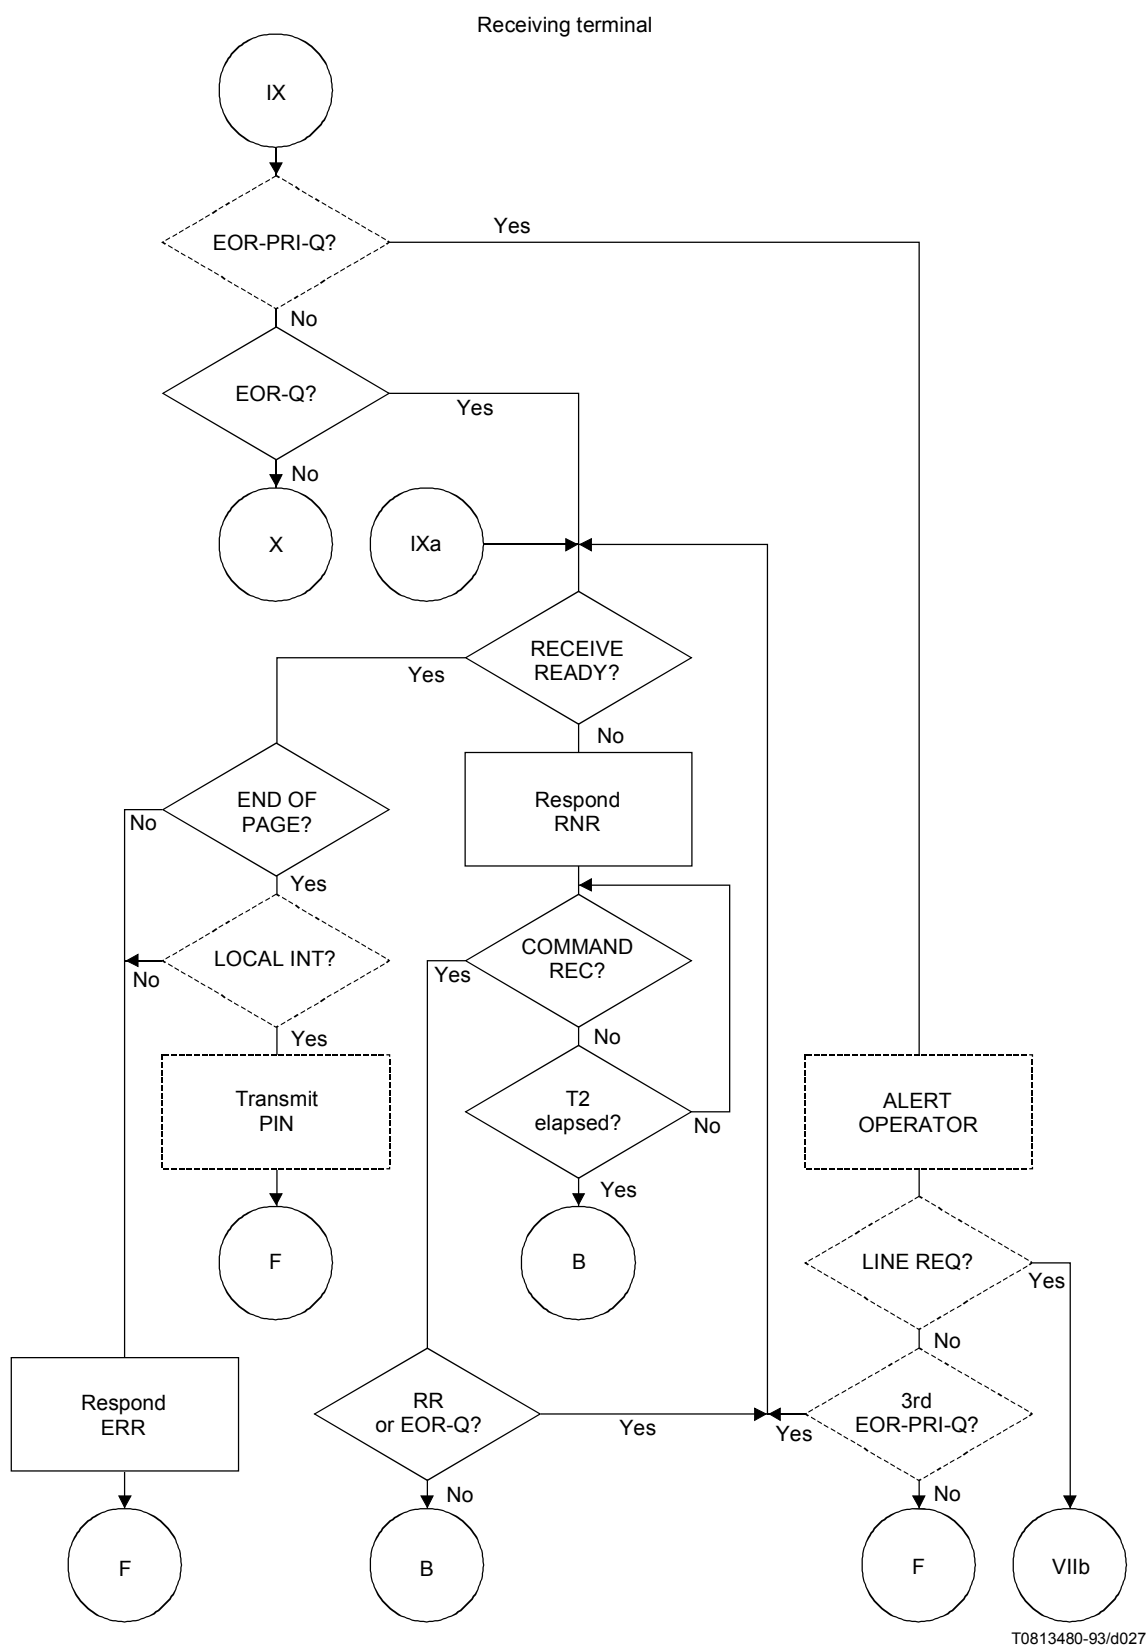 Receiving terminal
IX
EOR-PRI-Q?
Yes
No
EOR-Q?
Yes
No
X
IXa
RECEIVE
READY?
Yes
No
END OF
PAGE?
No
Yes
Respond
RNR
LOCAL INT?
No
Yes
COMMAND
REC?
Yes
No
Transmit
PIN
T2
elapsed?
No
Yes
ALERT
OPERATOR
F
B
LINE REQ?
Yes
No
Respond
ERR
RR
or EOR-Q?
Yes
No
3rd
EOR-PRI-Q?
Yes
No
F
B
F
VIIb
T0813480-93/d027